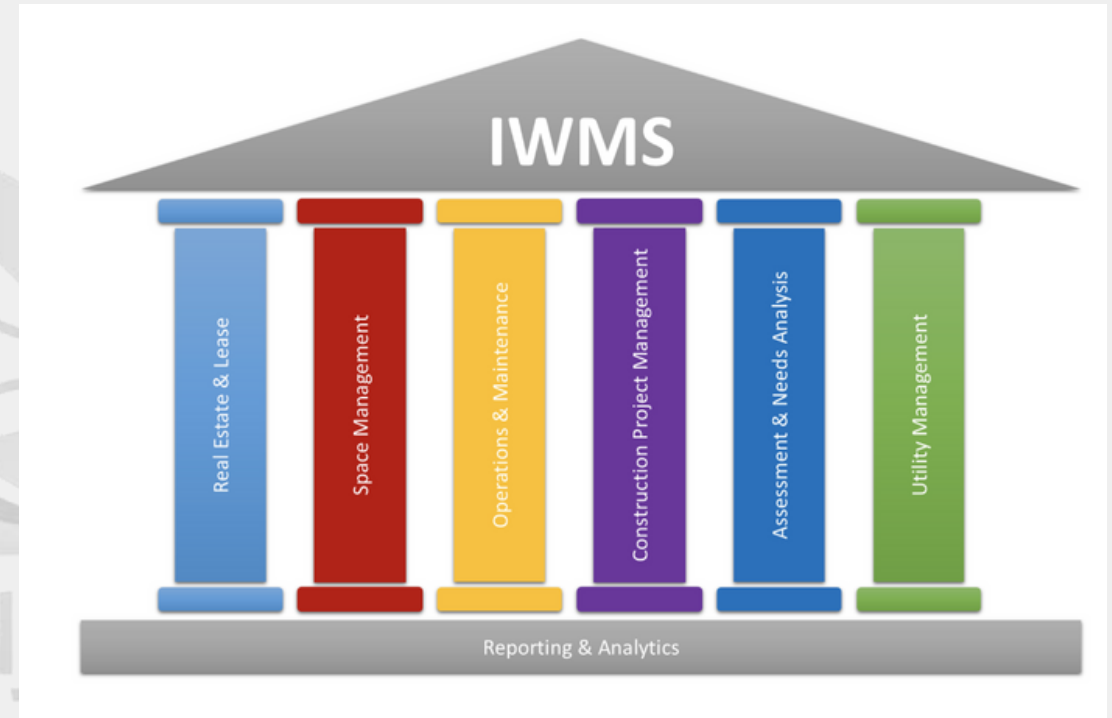 IWMS
Real Estate & Lease
Space Management
Operations & Maintenance
Construction Project Management
Assessment & Needs Analysis
Utility Management
Reporting & Analytics